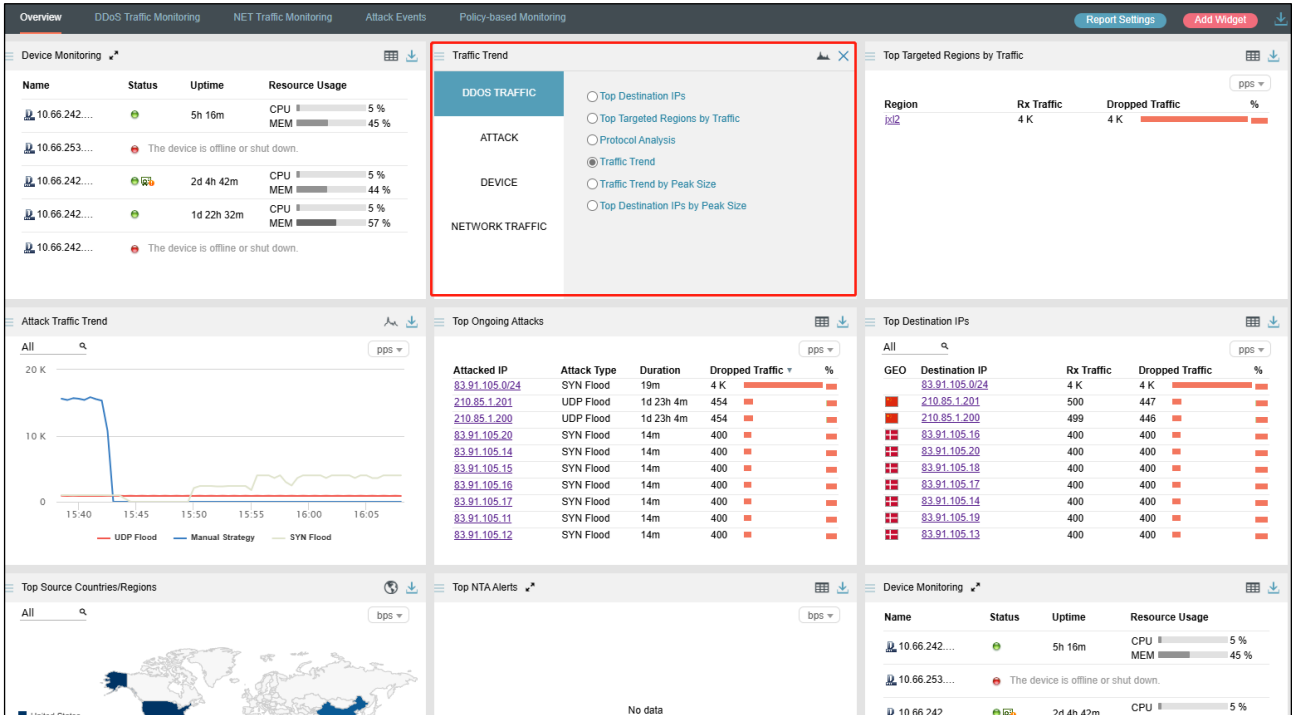 Overview DDoS Traffic Monitoring NET Traffic Monitoring Attack Events Policy-based Monitoring Report Settings Add Widget
Device Monitoring
Name Status Uptime Resource Usage
10.66.242.... 5h 16m CPU 5 %
MEM 45 %
10.66.253.... The device is offline or shut down.
10.66.242.... 2d 4h 42m CPU 5 %
MEM 44 %
10.66.242.... 1d 22h 32m CPU 5 %
MEM 57 %
10.66.242.... The device is offline or shut down.
Traffic Trend
DDOS TRAFFIC
ATTACK
DEVICE
NETWORK TRAFFIC
Top Destination IPs
Top Targeted Regions by Traffic
Protocol Analysis
Traffic Trend
Traffic Trend by Peak Size
Top Destination IPs by Peak Size
Top Targeted Regions by Traffic
pps
Region Rx Traffic Dropped Traffic %
jxl2 4 K 4 K
Attack Traffic Trend
All pps
20 K
10 K
0
15:40 15:45 15:50 15:55 16:00 16:05
UDP Flood Manual Strategy SYN Flood
Top Ongoing Attacks
pps
Attacked IP Attack Type Duration Dropped Traffic %
83.91.105.0/24 SYN Flood 19m 4 K
210.85.1.201 UDP Flood 1d 23h 4m 454
210.85.1.200 UDP Flood 1d 23h 4m 454
83.91.105.20 SYN Flood 14m 400
83.91.105.14 SYN Flood 14m 400
83.91.105.15 SYN Flood 14m 400
83.91.105.16 SYN Flood 14m 400
83.91.105.17 SYN Flood 14m 400
83.91.105.11 SYN Flood 14m 400
83.91.105.12 SYN Flood 14m 400
Top Destination IPs
All pps
GEO Destination IP Rx Traffic Dropped Traffic %
83.91.105.0/24 4 K 4 K
210.85.1.201 500 447
210.85.1.200 499 446
83.91.105.16 400 400
83.91.105.20 400 400
83.91.105.18 400 400
83.91.105.17 400 400
83.91.105.14 400 400
83.91.105.19 400 400
83.91.105.13 400 400
Top Source Countries/Regions
All bps
United States
Top NTA Alerts
bps
No data
Device Monitoring
Name Status Uptime Resource Usage
10.66.242.... 5h 16m CPU 5 %
MEM 45 %
10.66.253.... The device is offline or shut down.
10.66.242.... 2d 4h 42m CPU 5 %